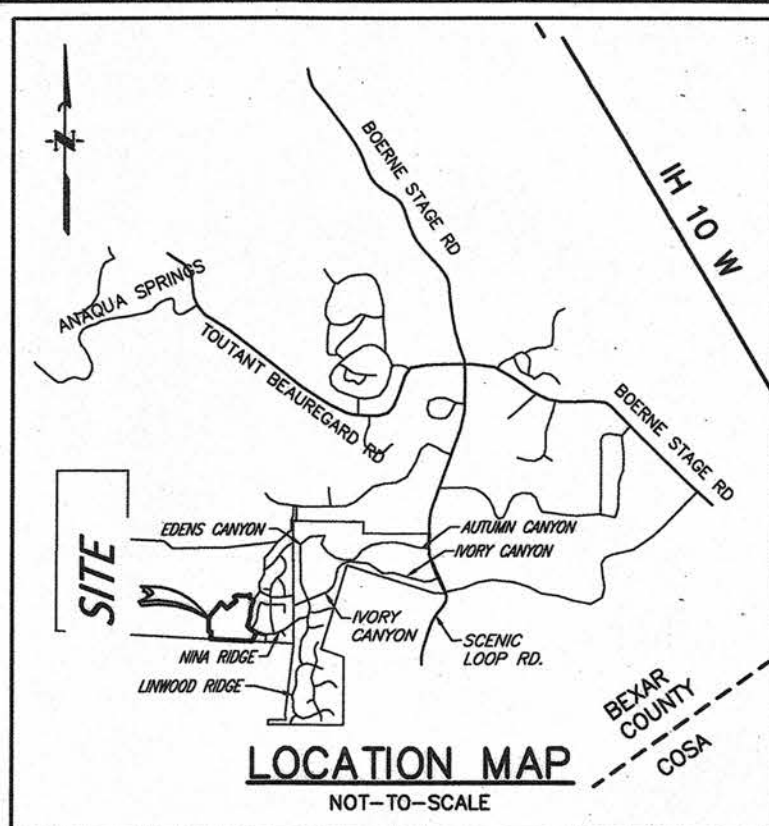 N
BOERNE STAGE RD
IH 10 W
ANAQUA SPRINGS
TOUTANT BEAUREGARD RD
BOERNE STAGE RD
SITE
EDENS CANYON
AUTUMN CANYON
IVORY CANYON
IVORY
CANYON
NINA RIDGE
SCENIC
LOOP RD.
LINWOOD RIDGE
BEXAR
COUNTY
COSA
LOCATION MAP
NOT-TO-SCALE